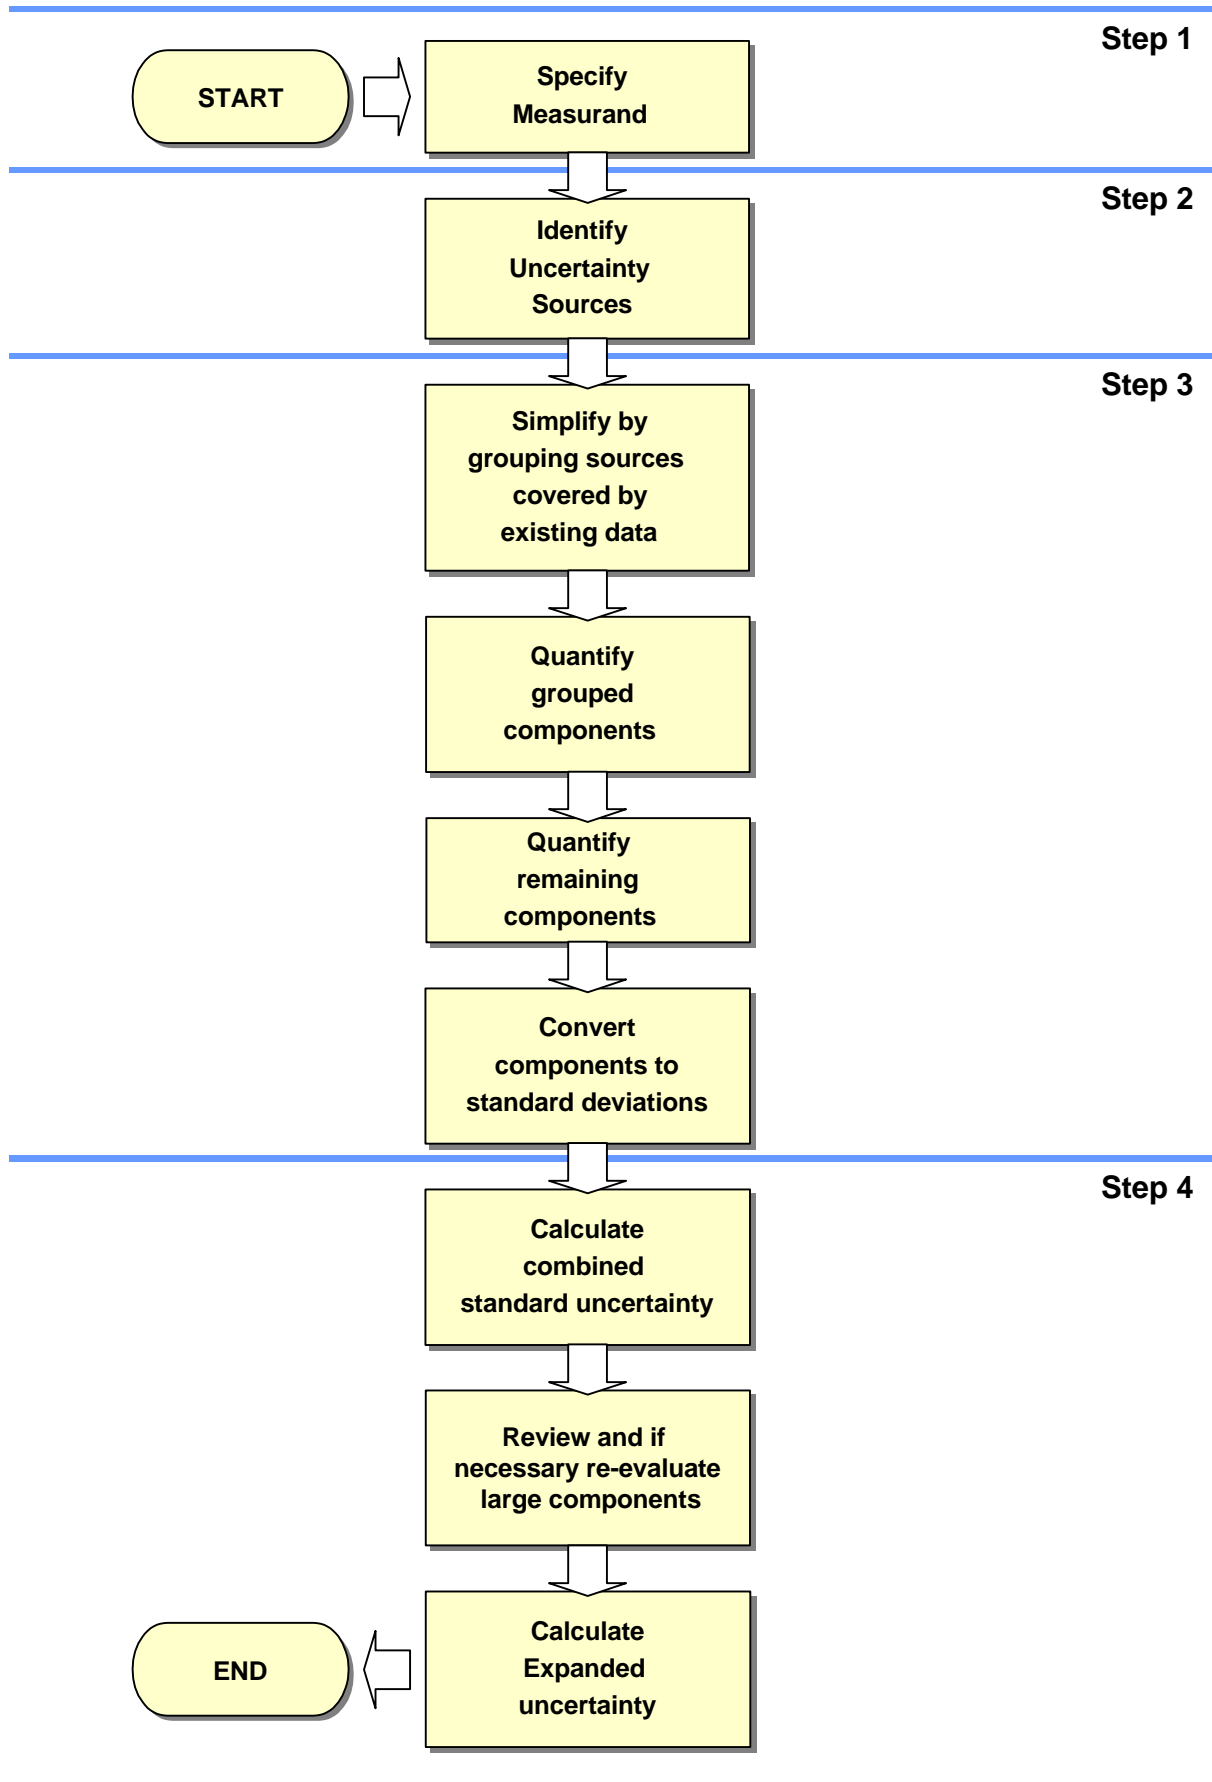 Step 1
START
Specify
Measurand
Step 2
Identify
Uncertainty
Sources
Step 3
Simplify by
grouping sources
covered by
existing data
Quantify
grouped
components
Quantify
remaining
components
Convert
components to
standard deviations
Step 4
Calculate
combined
standard uncertainty
Review and if
necessary re-evaluate
large components
Calculate
Expanded
uncertainty
END